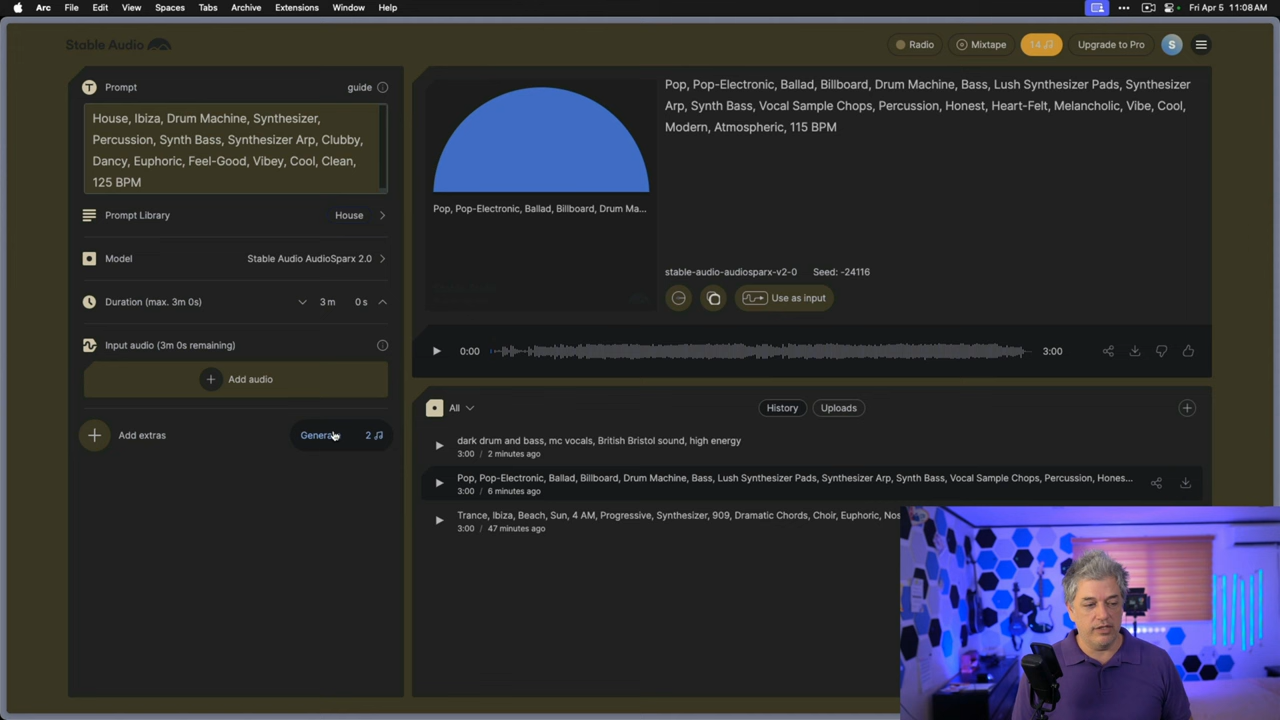 Arc File Edit View Spaces Tabs Archive Extensions Window Help Fri Apr 5 11:08 AM
Stable Audio Radio Mixtape 14 Upgrade to Pro S
Prompt guide
House, Ibiza, Drum Machine, Synthesizer,
Percussion, Synth Bass, Synthesizer Arp, Clubby,
Dancy, Euphoric, Feel-Good, Vibey, Cool, Clean,
125 BPM
Prompt Library House
Model Stable Audio AudioSparx 2.0
Duration (max. 3m 0s) 3 m 0 s
Input audio (3m 0s remaining)
Add audio
Add extras Generate 2
Pop, Pop-Electronic, Ballad, Billboard, Drum Machine, Bass, Lush Synthesizer Pads, Synthesizer
Arp, Synth Bass, Vocal Sample Chops, Percussion, Honest, Heart-Felt, Melancholic, Vibe, Cool,
Modern, Atmospheric, 115 BPM
Pop, Pop-Electronic, Ballad, Billboard, Drum Ma...
stable-audio-audiosparx-v2-0 Seed: -24116
Use as input
0:00 3:00
All History Uploads
dark drum and bass, mc vocals, British Bristol sound, high energy
3:00 / 2 minutes ago
Pop, Pop-Electronic, Ballad, Billboard, Drum Machine, Bass, Lush Synthesizer Pads, Synthesizer Arp, Synth Bass, Vocal Sample Chops, Percussion, Hones...
3:00 / 6 minutes ago
Trance, Ibiza, Beach, Sun, 4 AM, Progressive, Synthesizer, 909, Dramatic Chords, Choir, Euphoric, Nos
3:00 / 47 minutes ago